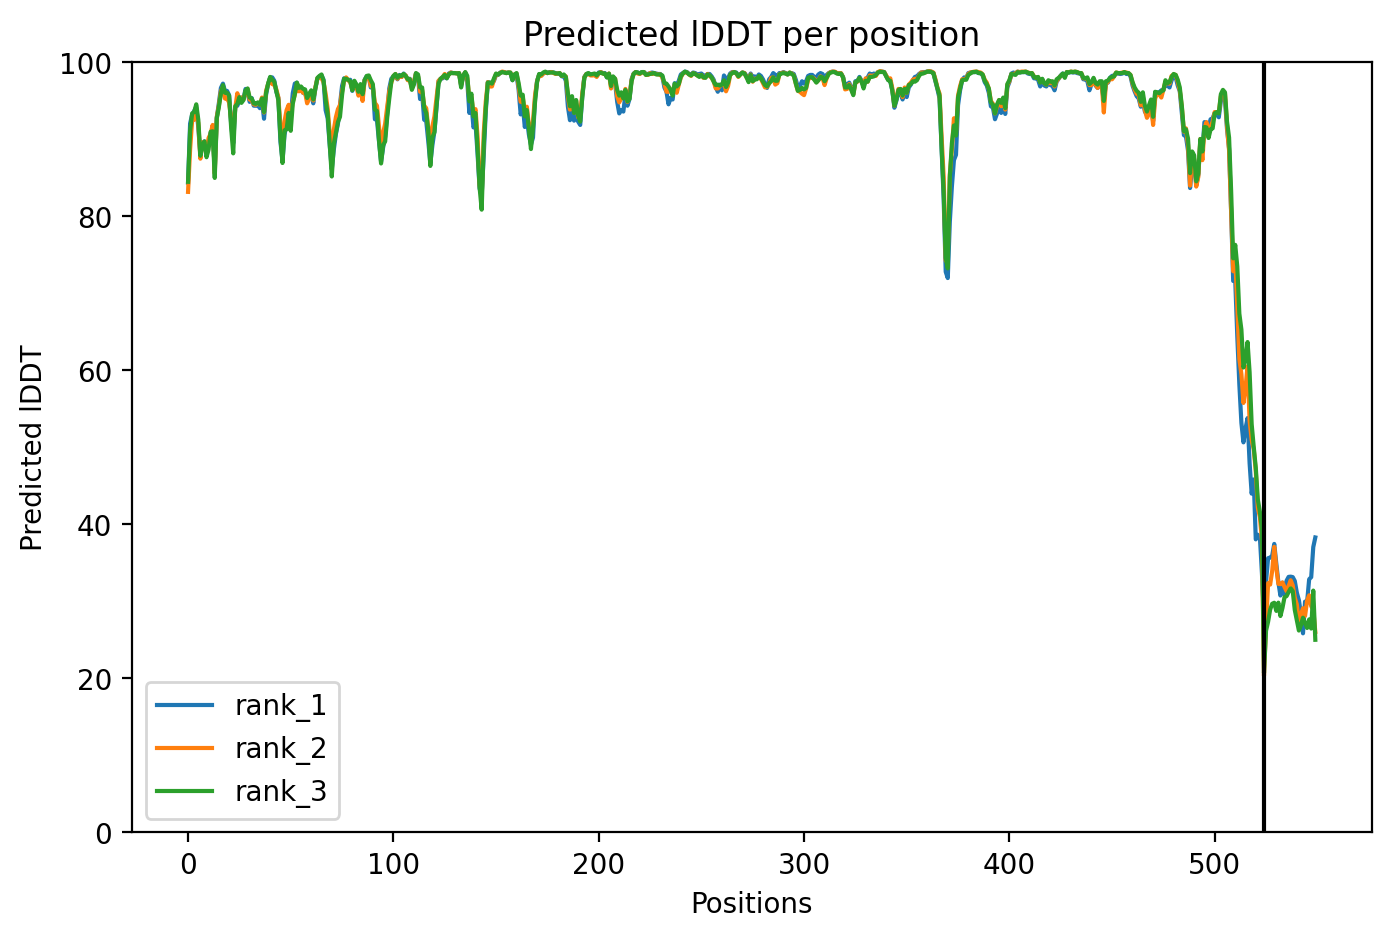 Predicted lDDT per position
100
80
60
40
20
0
Predicted lDDT
rank_1
rank_2
rank_3
0 100 200 300 400 500
Positions